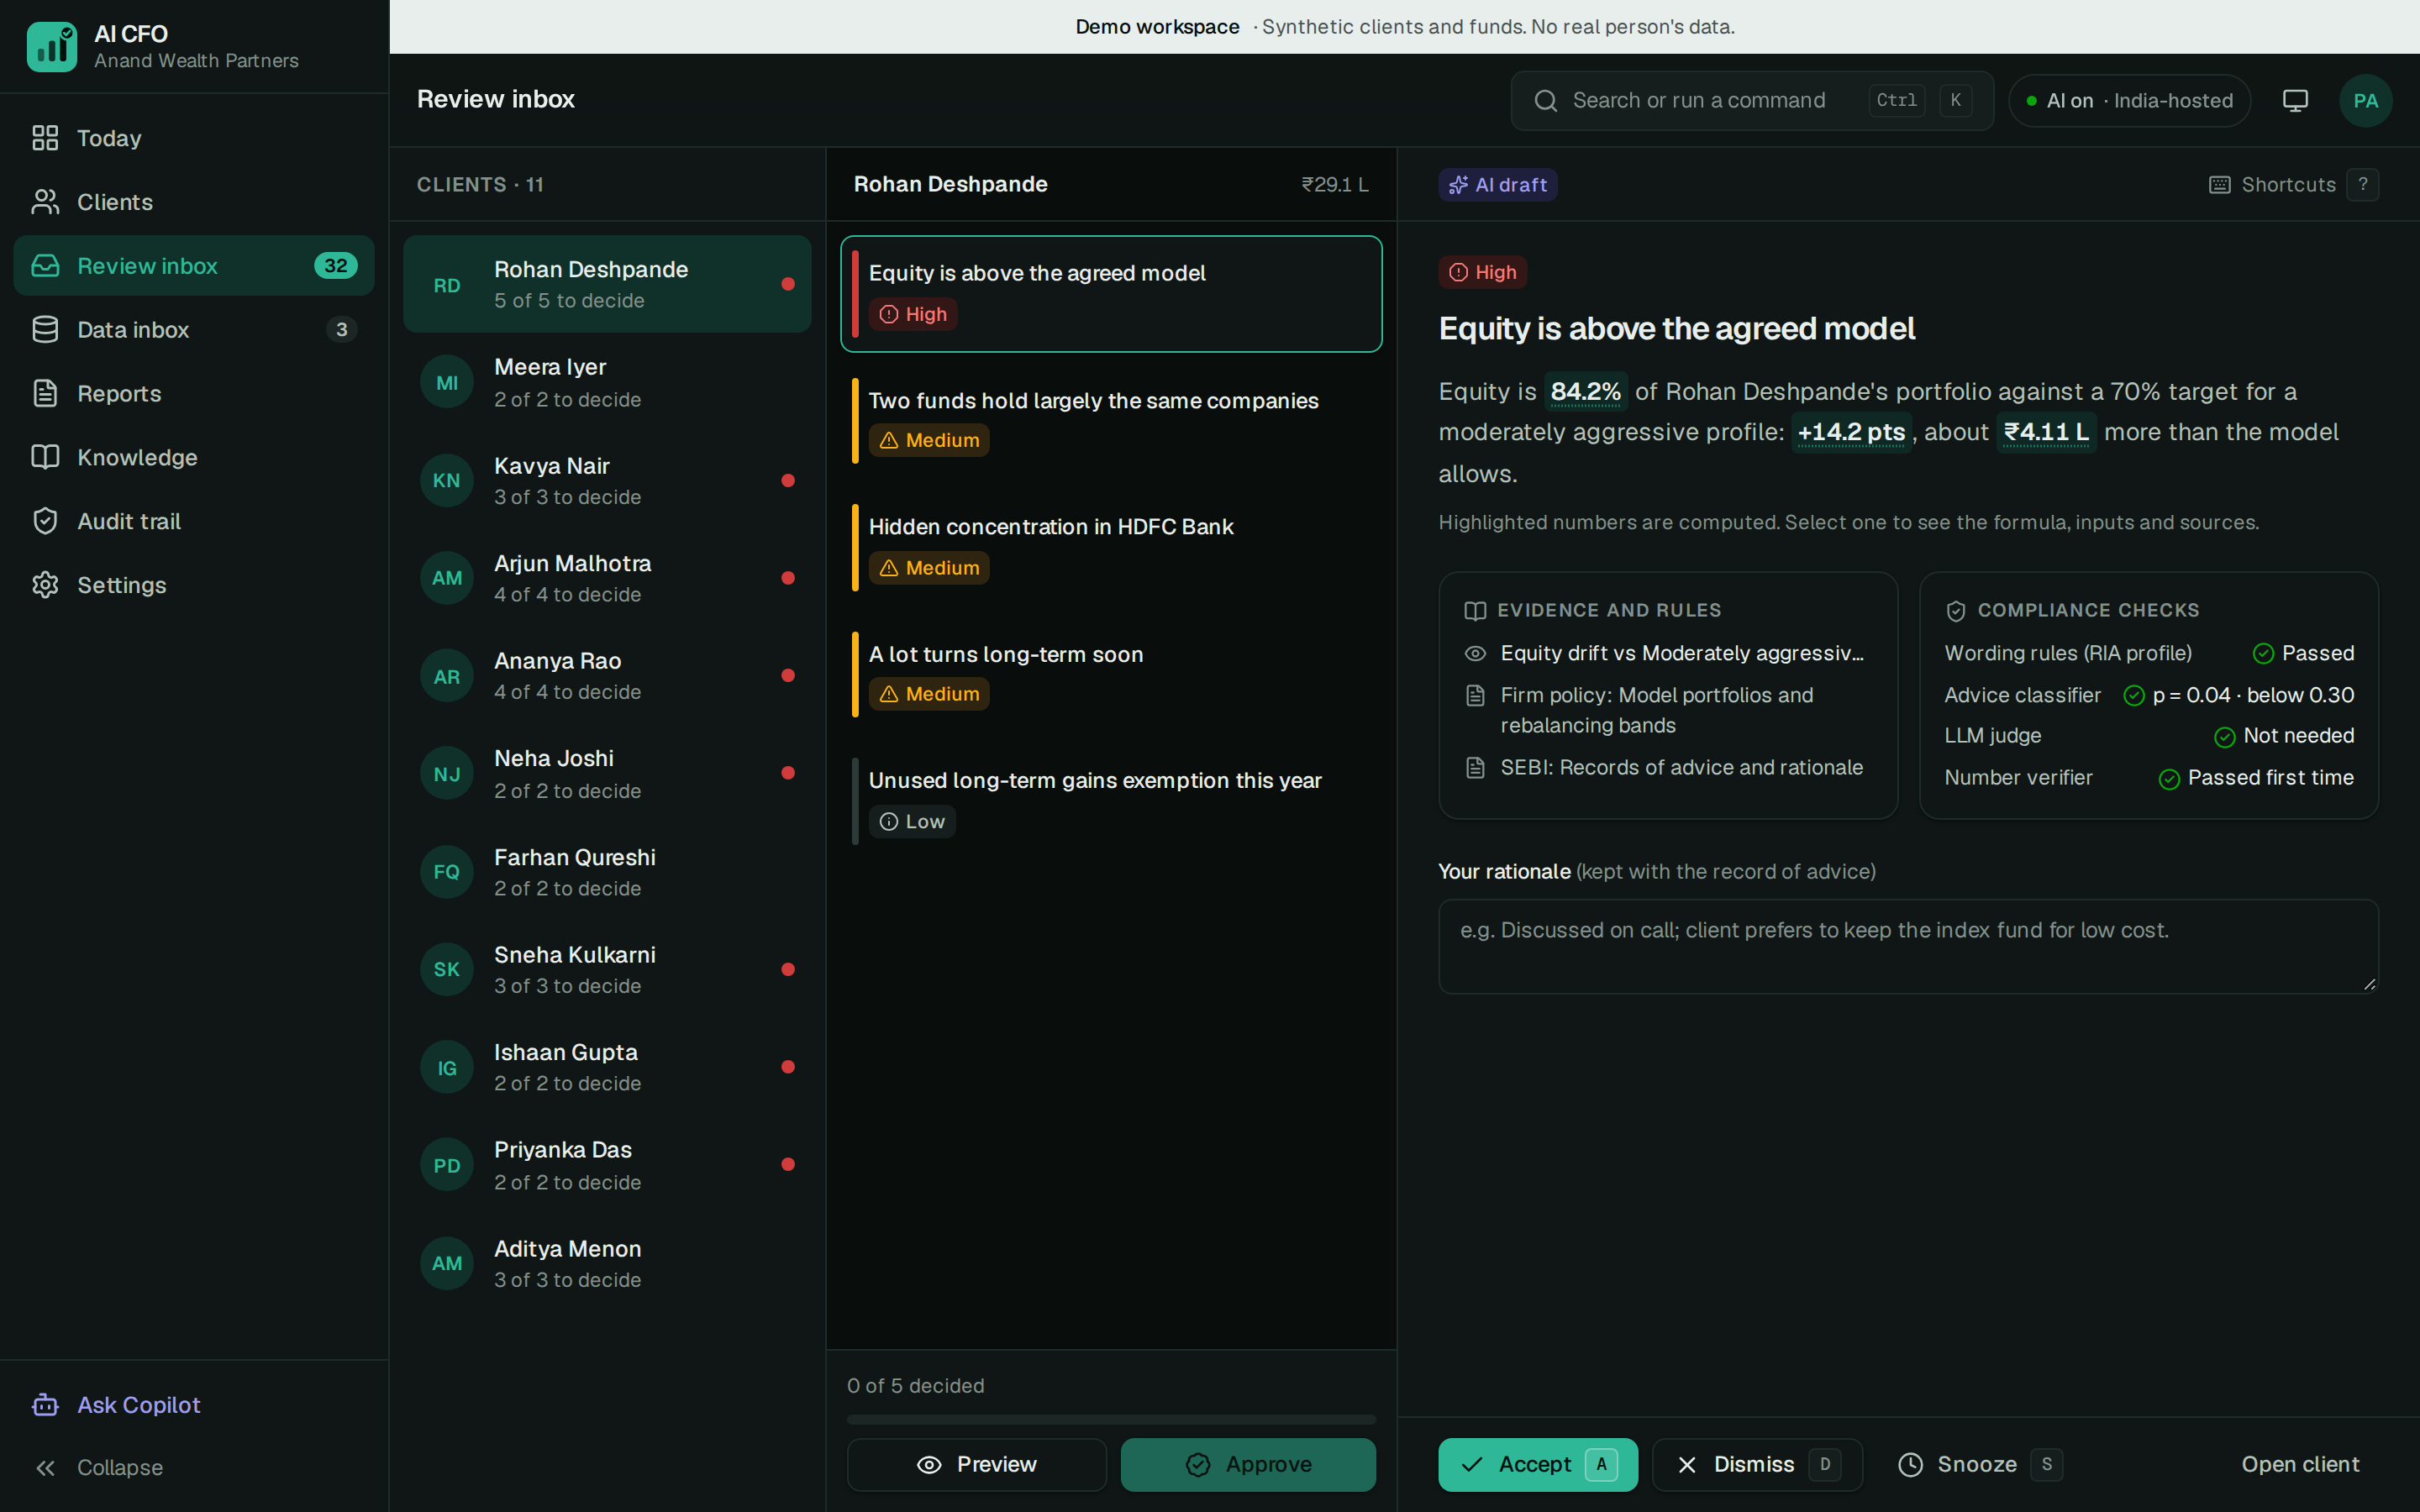 AI CFO
Anand Wealth Partners
Today
Clients
Review inbox 32
Data inbox 3
Reports
Knowledge
Audit trail
Settings
Ask Copilot
Collapse
Demo workspace · Synthetic clients and funds. No real person's data.
Review inbox
Search or run a command Ctrl K
AI on · India-hosted
PA
CLIENTS · 11
RD Rohan Deshpande
5 of 5 to decide
MI Meera Iyer
2 of 2 to decide
KN Kavya Nair
3 of 3 to decide
AM Arjun Malhotra
4 of 4 to decide
AR Ananya Rao
4 of 4 to decide
NJ Neha Joshi
2 of 2 to decide
FQ Farhan Qureshi
2 of 2 to decide
SK Sneha Kulkarni
3 of 3 to decide
IG Ishaan Gupta
2 of 2 to decide
PD Priyanka Das
2 of 2 to decide
AM Aditya Menon
3 of 3 to decide
Rohan Deshpande ₹29.1 L
Equity is above the agreed model
High
Two funds hold largely the same companies
Medium
Hidden concentration in HDFC Bank
Medium
A lot turns long-term soon
Medium
Unused long-term gains exemption this year
Low
0 of 5 decided
Preview
Approve
AI draft
Shortcuts ?
High
Equity is above the agreed model
Equity is 84.2% of Rohan Deshpande's portfolio against a 70% target for a
moderately aggressive profile: +14.2 pts, about ₹4.11 L more than the model
allows.
Highlighted numbers are computed. Select one to see the formula, inputs and sources.
EVIDENCE AND RULES
Equity drift vs Moderately aggressiv...
Firm policy: Model portfolios and
rebalancing bands
SEBI: Records of advice and rationale
COMPLIANCE CHECKS
Wording rules (RIA profile) Passed
Advice classifier p = 0.04 · below 0.30
LLM judge Not needed
Number verifier Passed first time
Your rationale (kept with the record of advice)
e.g. Discussed on call; client prefers to keep the index fund for low cost.
Accept A
Dismiss D
Snooze S
Open client